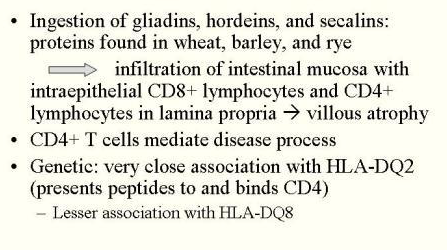 • Ingestion of gliadins, hordeins, and secalins:
proteins found in wheat, barley, and rye
infiltration of intestinal mucosa with
intraepithelial CD8+ lymphocytes and CD4+
lymphocytes in lamina propria → villous atrophy
• CD4+ T cells mediate disease process
• Genetic: very close association with HLA-DQ2
(presents peptides to and binds CD4)
– Lesser association with HLA-DQ8